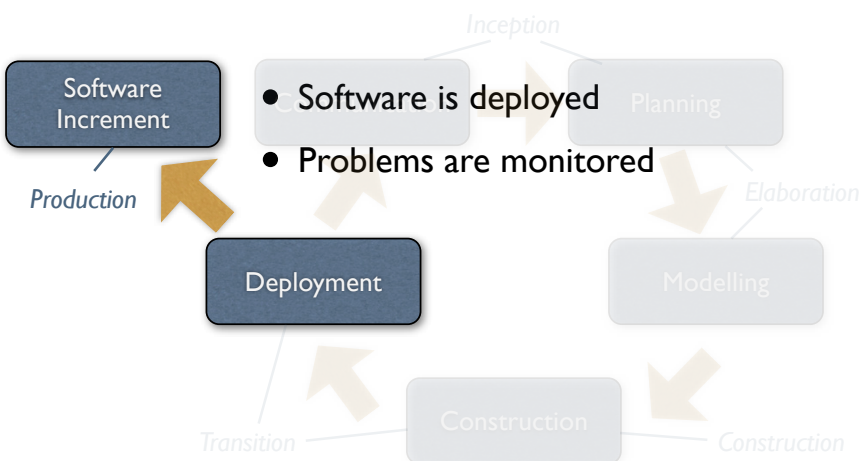 Inception
Software
Increment
• Software is deployed
Planning
• Problems are monitored
Production
Elaboration
Deployment
Modelling
Construction
Transition
Construction